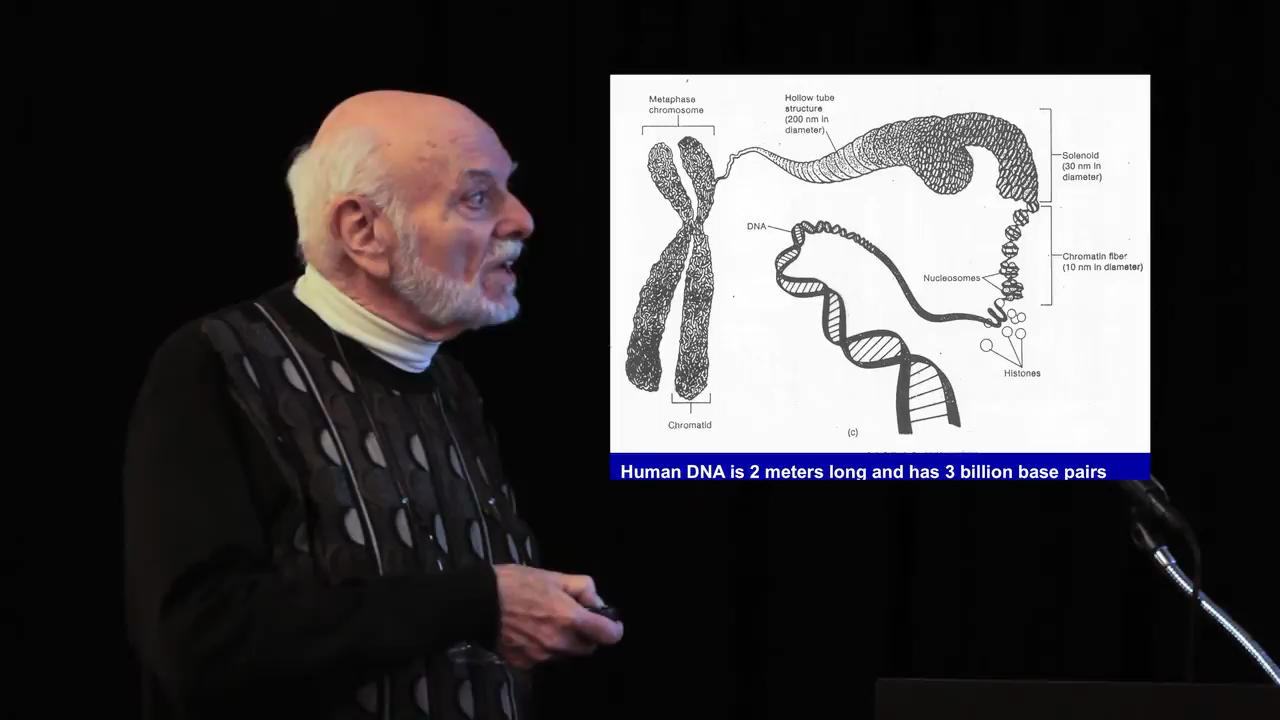 Metaphase
chromosome
Hollow tube
structure
(200 nm in
diameter)
Solenoid
(30 nm in
diameter)
DNA
Nucleosomes
Chromatin fiber
(10 nm in diameter)
Histones
Chromatid
(c)
Human DNA is 2 meters long and has 3 billion base pairs